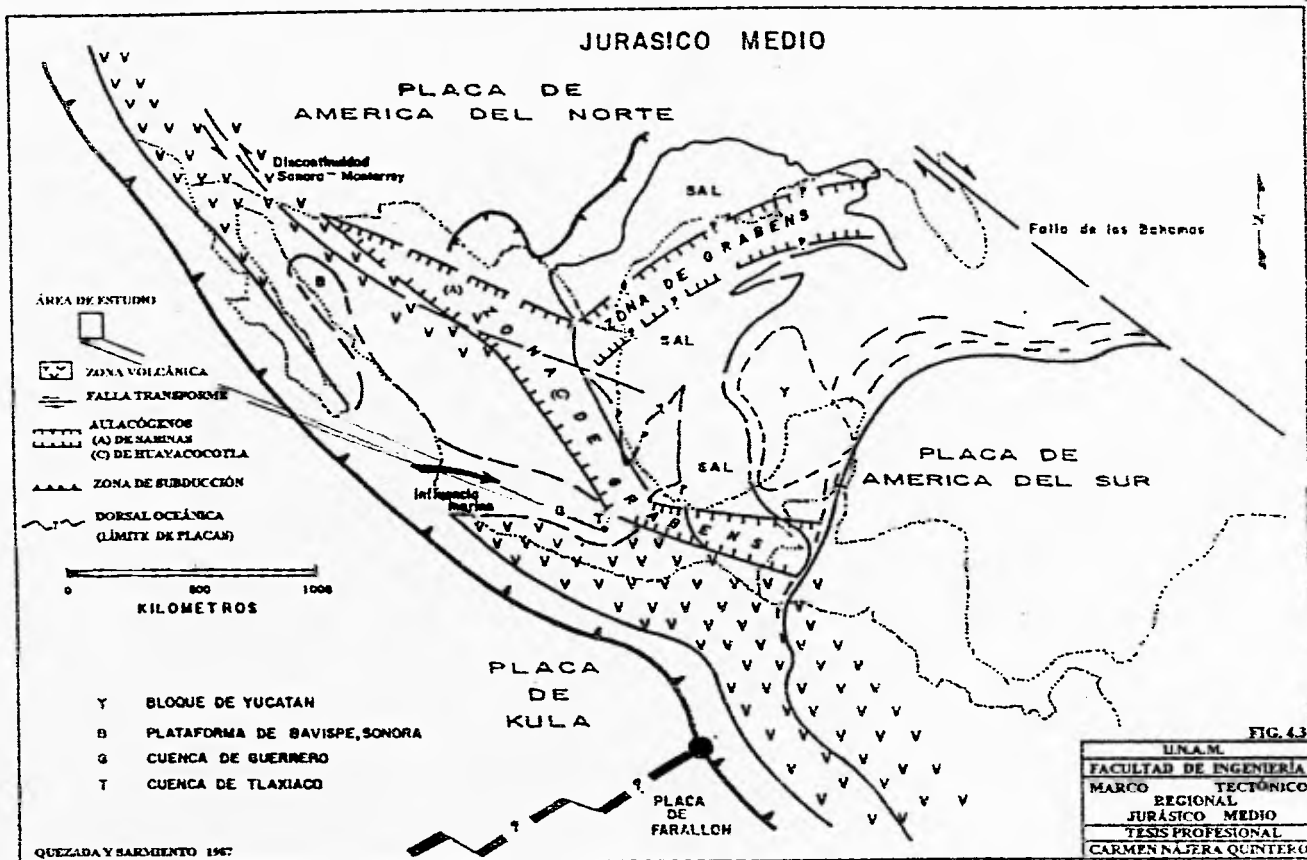 JURASICO MEDIO
PLACA DE
AMERICA DEL NORTE
Discontinuidad
Sonora - Monterrey
SAL
ZONA DE GRABENS
Falla de las Bahamas
N
B
(A)
ZONA DE GRABENS
(C)
SAL
Y
SAL
PLACA DE
AMERICA DEL SUR
Influencia
marina
G
T
ÁREA DE ESTUDIO
ZONA VOLCÁNICA
FALLA TRANSFORME
AULACÓGENOS
(A) DE SABINAS
(C) DE HUAYACOCOTLA
ZONA DE SUBDUCCIÓN
DORSAL OCEÁNICA
(LÍMITE DE PLACAS)
0 500 1000
KILOMETROS
PLACA
DE
KULA
Y BLOQUE DE YUCATAN
B PLATAFORMA DE BAVISPE, SONORA
G CUENCA DE GUERRERO
T CUENCA DE TLAXIACO
PLACA
DE
FARALLON
FIG. 4.3
U.N.A.M.
FACULTAD DE INGENIERÍA
MARCO TECTÓNICO
REGIONAL
JURÁSICO MEDIO
TESIS PROFESIONAL
CARMEN NÁJERA QUINTERO
QUEZADA Y SARMIENTO 1987